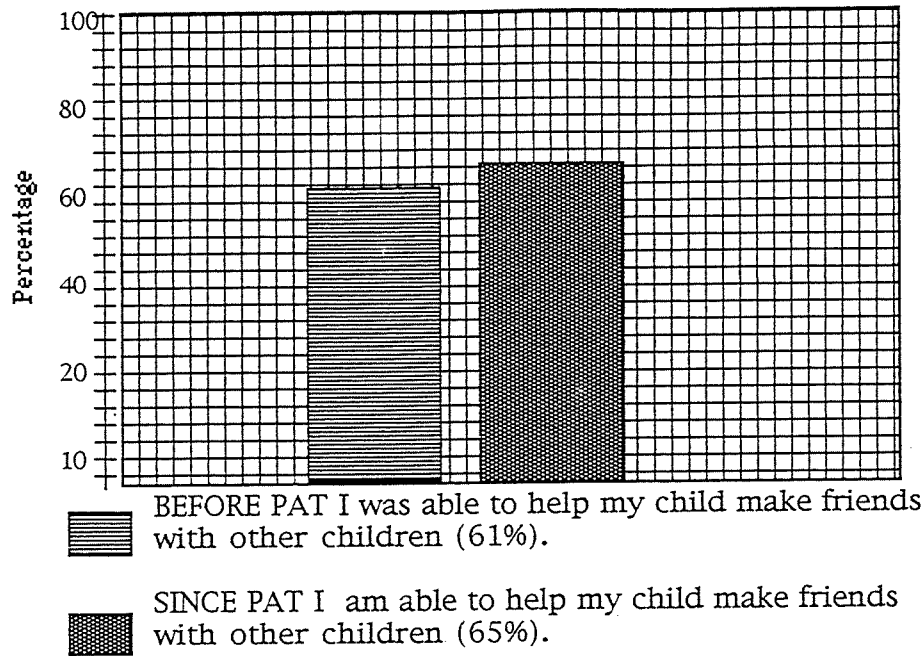 100
80
Percentage
60
40
20
10
BEFORE PAT I was able to help my child make friends
with other children (61%).
SINCE PAT I am able to help my child make friends
with other children (65%).